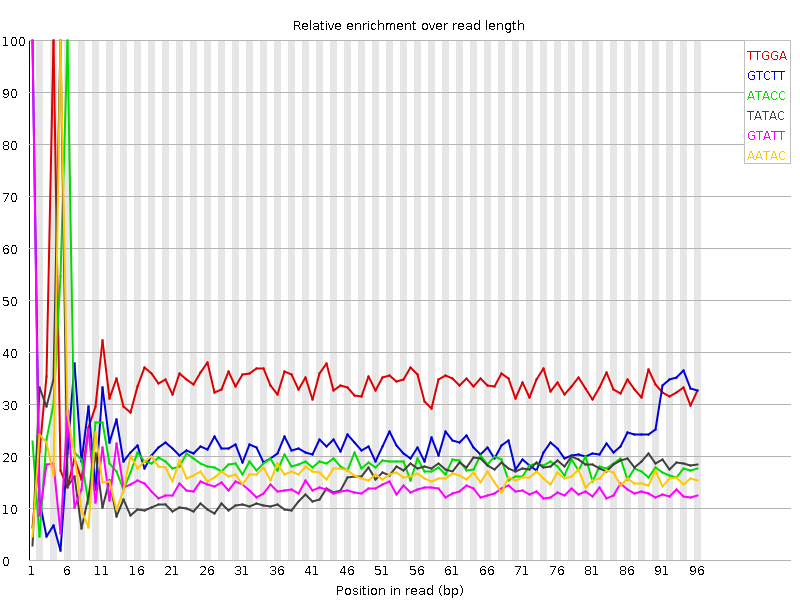 Relative enrichment over read length
100
90
80
70
60
50
40
30
20
10
0
TTGGA
GTCTT
ATACC
TATAC
GTATT
AATAC
1 6 11 16 21 26 31 36 41 46 51 56 61 66 71 76 81 86 91 96
Position in read (bp)